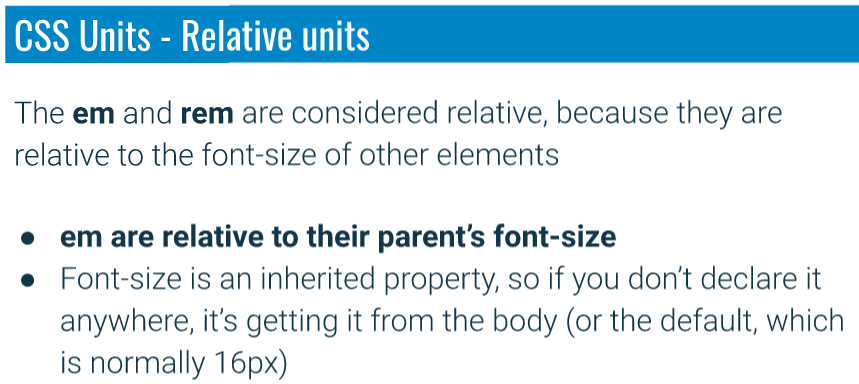 CSS Units - Relative units
The em and rem are considered relative, because they are
relative to the font-size of other elements
● em are relative to their parent’s font-size
● Font-size is an inherited property, so if you don’t declare it
anywhere, it’s getting it from the body (or the default, which
is normally 16px)